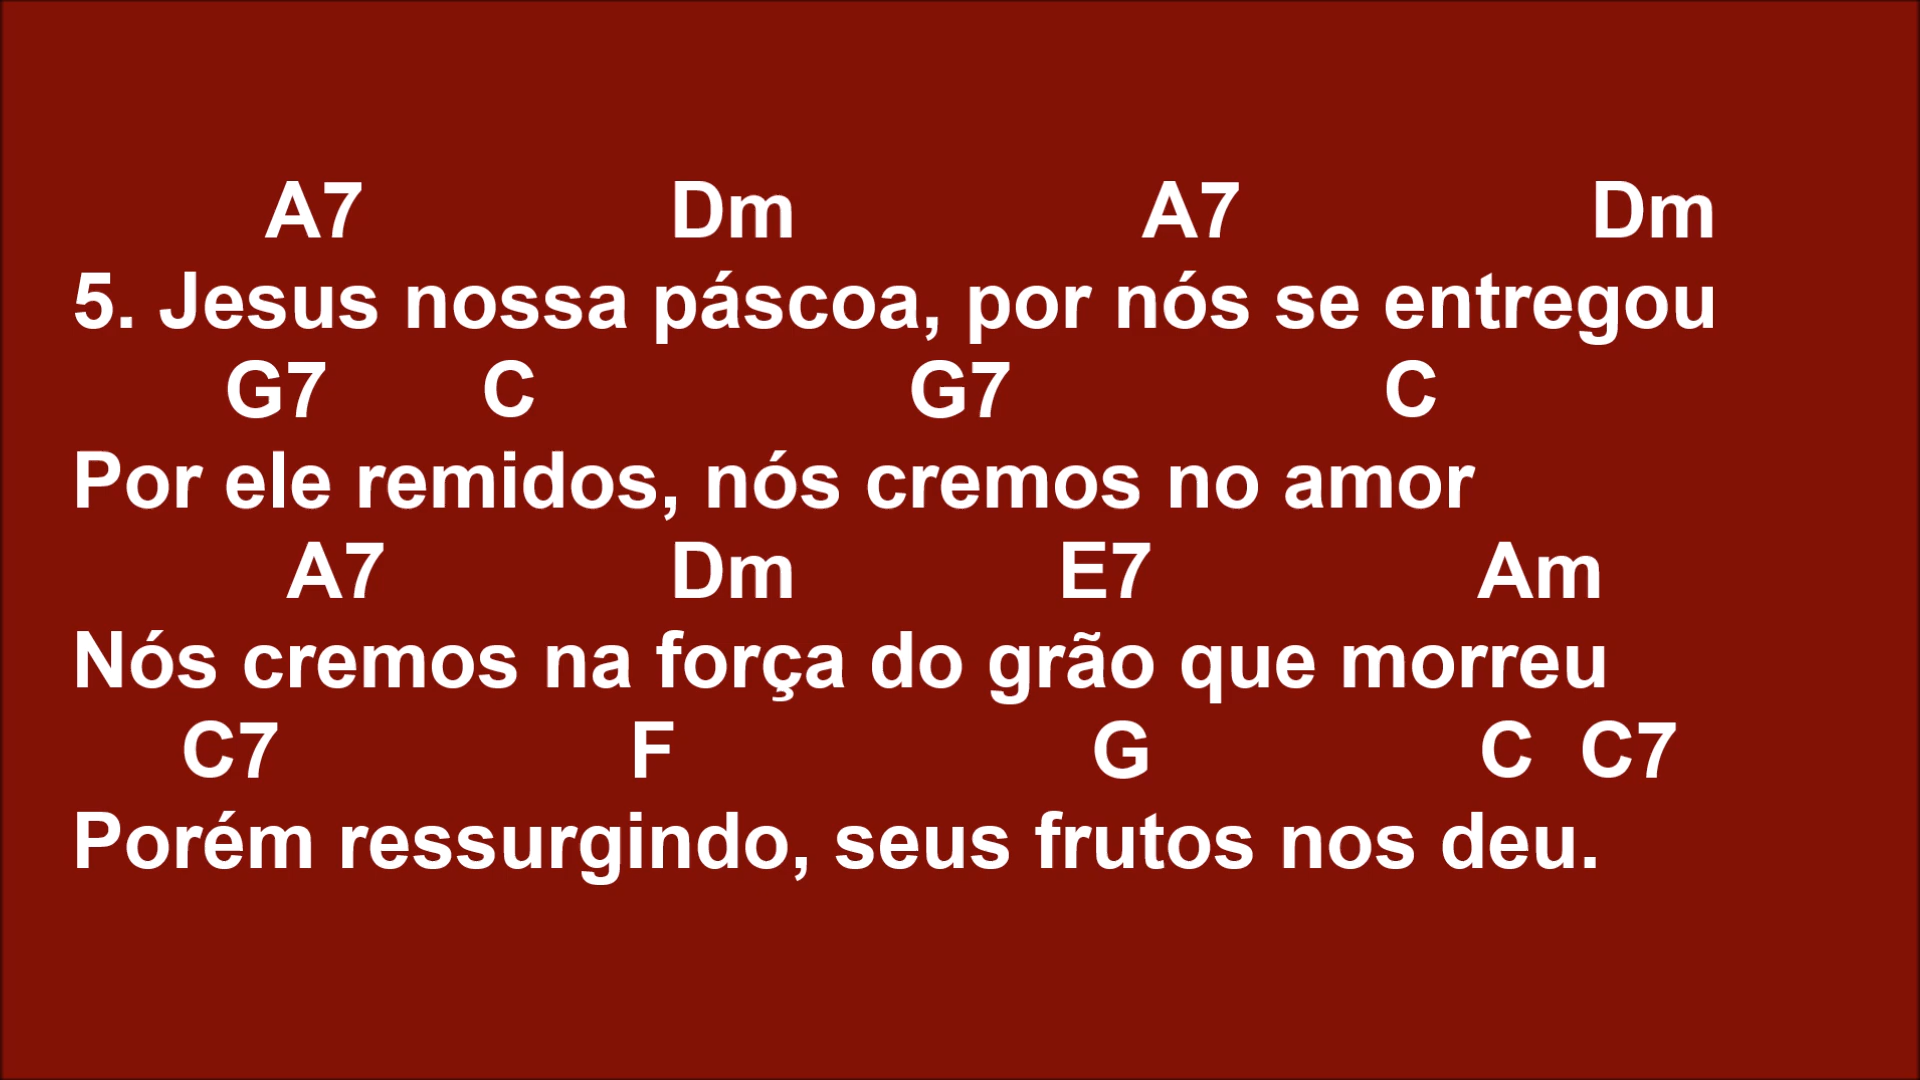 A7 Dm A7 Dm
5. Jesus nossa páscoa, por nós se entregou
G7 C G7 C
Por ele remidos, nós cremos no amor
A7 Dm E7 Am
Nós cremos na força do grão que morreu
C7 F G C C7
Porém ressurgindo, seus frutos nos deu.